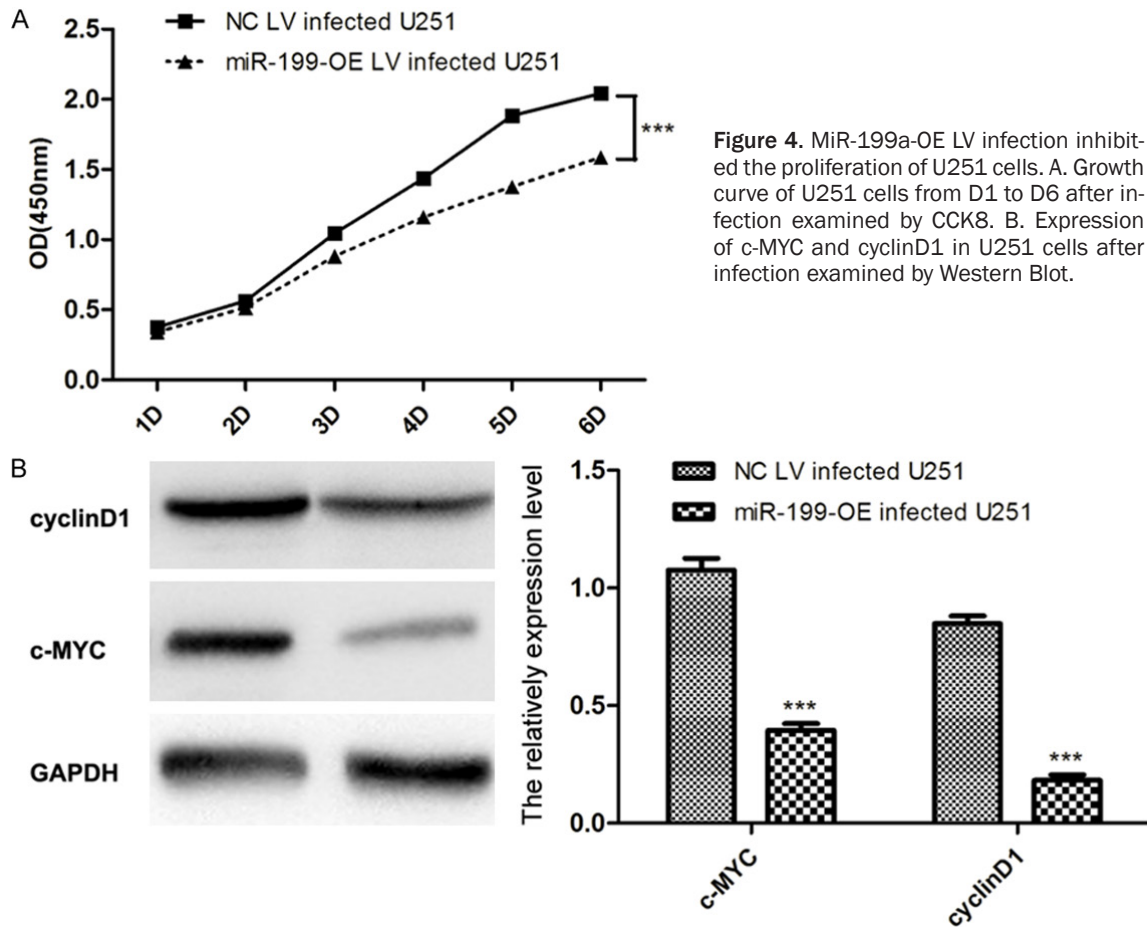 A
NC LV infected U251
miR-199-OE LV infected U251
OD(450nm)
2.5
2.0
1.5
1.0
0.5
0.0
1D
2D
3D
4D
5D
6D
***
Figure 4. MiR-199a-OE LV infection inhibit-
ed the proliferation of U251 cells. A. Growth
curve of U251 cells from D1 to D6 after in-
fection examined by CCK8. B. Expression
of c-MYC and cyclinD1 in U251 cells after
infection examined by Western Blot.
B
cyclinD1
c-MYC
GAPDH
The relatively expression level
1.5
1.0
0.5
0.0
NC LV infected U251
miR-199-OE infected U251
***
***
c-MYC
cyclinD1